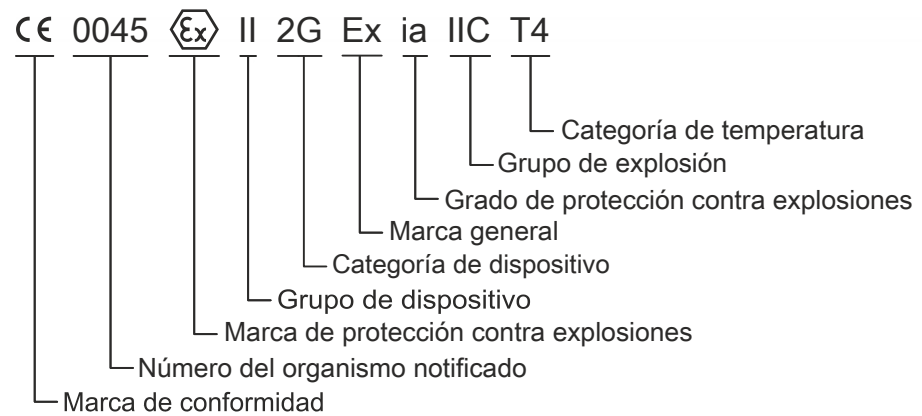 CE 0045 Ex II 2G Ex ia IIC T4
Categoría de temperatura
Grupo de explosión
Grado de protección contra explosiones
Marca general
Categoría de dispositivo
Grupo de dispositivo
Marca de protección contra explosiones
Número del organismo notificado
Marca de conformidad